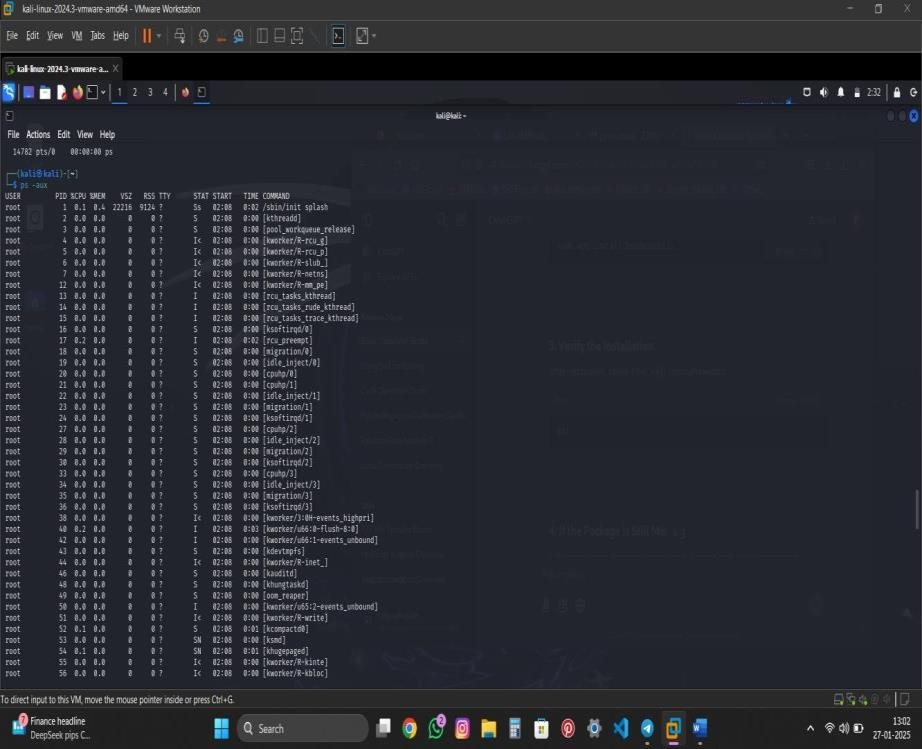 kali-linux-2024.3-vmware-amd64 - VMware Workstation
File Edit View VM Tabs Help
kali-linux-2024.3-vmware-a...
1 2 3 4
2:32
kali@kali: ~
File Actions Edit View Help
14782 pts/0 00:00:00 ps
(kali㉿kali)-[~]
$ ps -aux
USER PID %CPU %MEM VSZ RSS TTY STAT START TIME COMMAND
root 1 0.1 0.4 22216 9124 ? Ss 02:08 0:02 /sbin/init splash
root 2 0.0 0.0 0 0 ? S 02:08 0:00 [kthreadd]
root 3 0.0 0.0 0 0 ? S 02:08 0:00 [pool_workqueue_release]
root 4 0.0 0.0 0 0 ? I< 02:08 0:00 [kworker/R-rcu_g]
root 5 0.0 0.0 0 0 ? I< 02:08 0:00 [kworker/R-rcu_p]
root 6 0.0 0.0 0 0 ? I< 02:08 0:00 [kworker/R-slub_]
root 7 0.0 0.0 0 0 ? I< 02:08 0:00 [kworker/R-netns]
root 12 0.0 0.0 0 0 ? I< 02:08 0:00 [kworker/R-mm_pe]
root 13 0.0 0.0 0 0 ? I 02:08 0:00 [rcu_tasks_kthread]
root 14 0.0 0.0 0 0 ? I 02:08 0:00 [rcu_tasks_rude_kthread]
root 15 0.0 0.0 0 0 ? I 02:08 0:00 [rcu_tasks_trace_kthread]
root 16 0.0 0.0 0 0 ? S 02:08 0:00 [ksoftirqd/0]
root 17 0.2 0.0 0 0 ? I 02:08 0:02 [rcu_preempt]
root 18 0.0 0.0 0 0 ? S 02:08 0:00 [migration/0]
root 19 0.0 0.0 0 0 ? S 02:08 0:00 [idle_inject/0]
root 20 0.0 0.0 0 0 ? S 02:08 0:00 [cpuhp/0]
root 21 0.0 0.0 0 0 ? S 02:08 0:00 [cpuhp/1]
root 22 0.0 0.0 0 0 ? S 02:08 0:00 [idle_inject/1]
root 23 0.0 0.0 0 0 ? S 02:08 0:00 [migration/1]
root 24 0.0 0.0 0 0 ? S 02:08 0:00 [ksoftirqd/1]
root 27 0.0 0.0 0 0 ? S 02:08 0:00 [cpuhp/2]
root 28 0.0 0.0 0 0 ? S 02:08 0:00 [idle_inject/2]
root 29 0.0 0.0 0 0 ? S 02:08 0:00 [migration/2]
root 30 0.0 0.0 0 0 ? S 02:08 0:00 [ksoftirqd/2]
root 33 0.0 0.0 0 0 ? S 02:08 0:00 [cpuhp/3]
root 34 0.0 0.0 0 0 ? S 02:08 0:00 [idle_inject/3]
root 35 0.0 0.0 0 0 ? S 02:08 0:00 [migration/3]
root 36 0.0 0.0 0 0 ? S 02:08 0:00 [ksoftirqd/3]
root 38 0.0 0.0 0 0 ? I< 02:08 0:00 [kworker/3:0H-events_highpri]
root 40 0.2 0.0 0 0 ? I 02:08 0:03 [kworker/u66:0-flush-8:0]
root 42 0.0 0.0 0 0 ? I 02:08 0:00 [kworker/u66:1-events_unbound]
root 43 0.0 0.0 0 0 ? S 02:08 0:00 [kdevtmpfs]
root 44 0.0 0.0 0 0 ? I< 02:08 0:00 [kworker/R-inet_]
root 46 0.0 0.0 0 0 ? S 02:08 0:00 [kauditd]
root 48 0.0 0.0 0 0 ? S 02:08 0:00 [khungtaskd]
root 49 0.0 0.0 0 0 ? S 02:08 0:00 [oom_reaper]
root 50 0.0 0.0 0 0 ? I 02:08 0:00 [kworker/u65:2-events_unbound]
root 51 0.0 0.0 0 0 ? I< 02:08 0:00 [kworker/R-write]
root 52 0.1 0.0 0 0 ? S 02:08 0:01 [kcompactd0]
root 53 0.0 0.0 0 0 ? SN 02:08 0:00 [ksmd]
root 54 0.1 0.0 0 0 ? SN 02:08 0:01 [khugepaged]
root 55 0.0 0.0 0 0 ? I< 02:08 0:00 [kworker/R-kinte]
root 56 0.0 0.0 0 0 ? I< 02:08 0:00 [kworker/R-kbloc]
3. Verify the Installation
4. If the Package is Still
To direct input to this VM, move the mouse pointer inside or press Ctrl+G.
7 Finance headline
DeepSeek pips C...
Search
2
13:02
27-01-2025